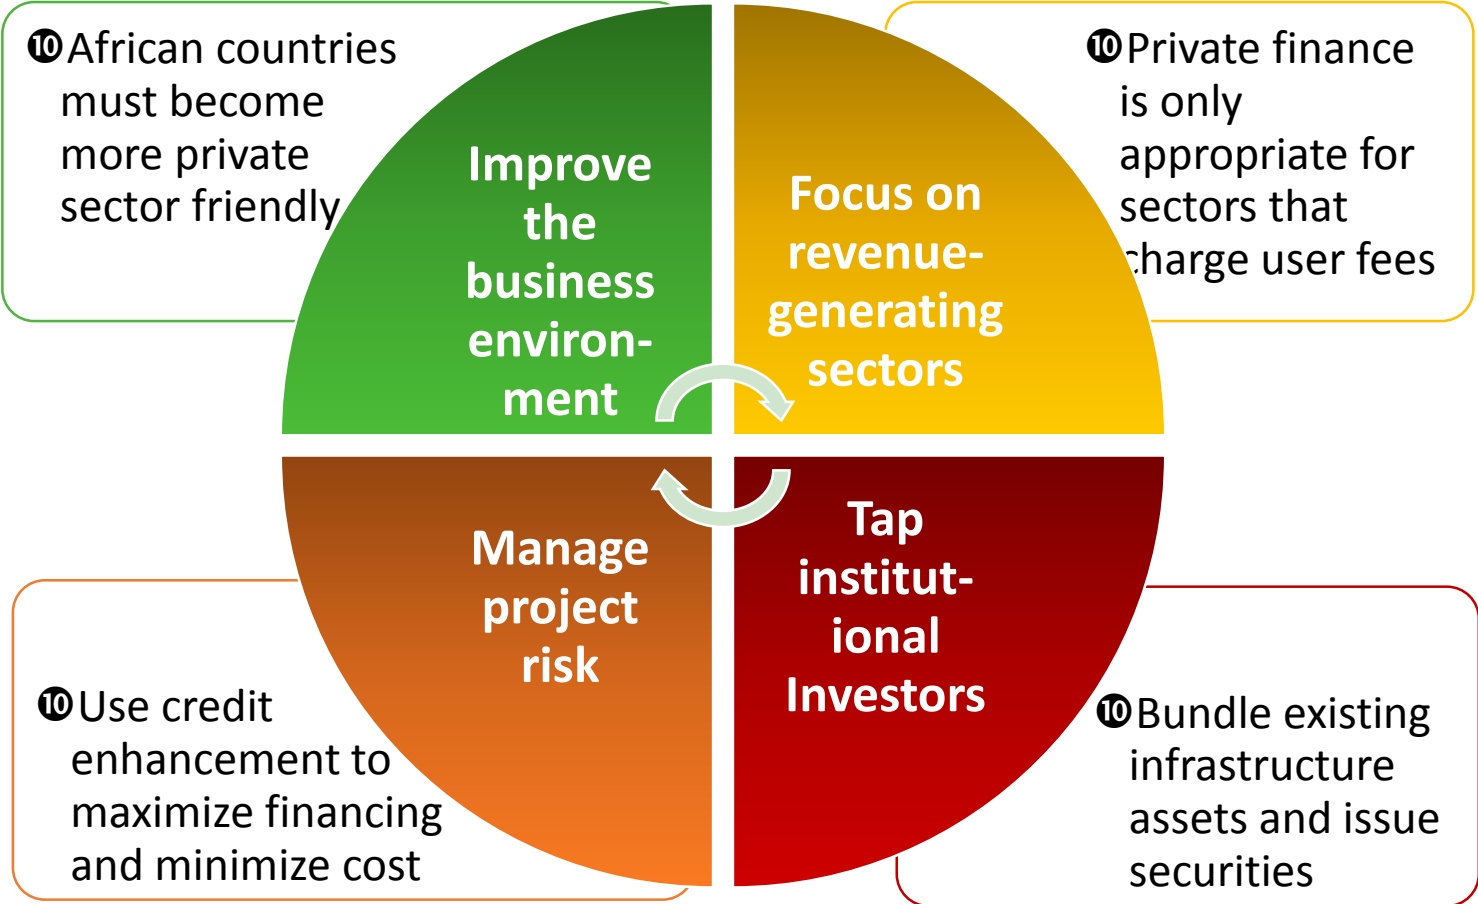 ❿African countries
must become
more private
sector friendly
Improve
the
business
environ-
ment
Focus on
revenue-
generating
sectors
❿Private finance
is only
appropriate for
sectors that
charge user fees
Manage
project
risk
❿Use credit
enhancement to
maximize financing
and minimize cost
Tap
institut-
ional
Investors
❿Bundle existing
infrastructure
assets and issue
securities